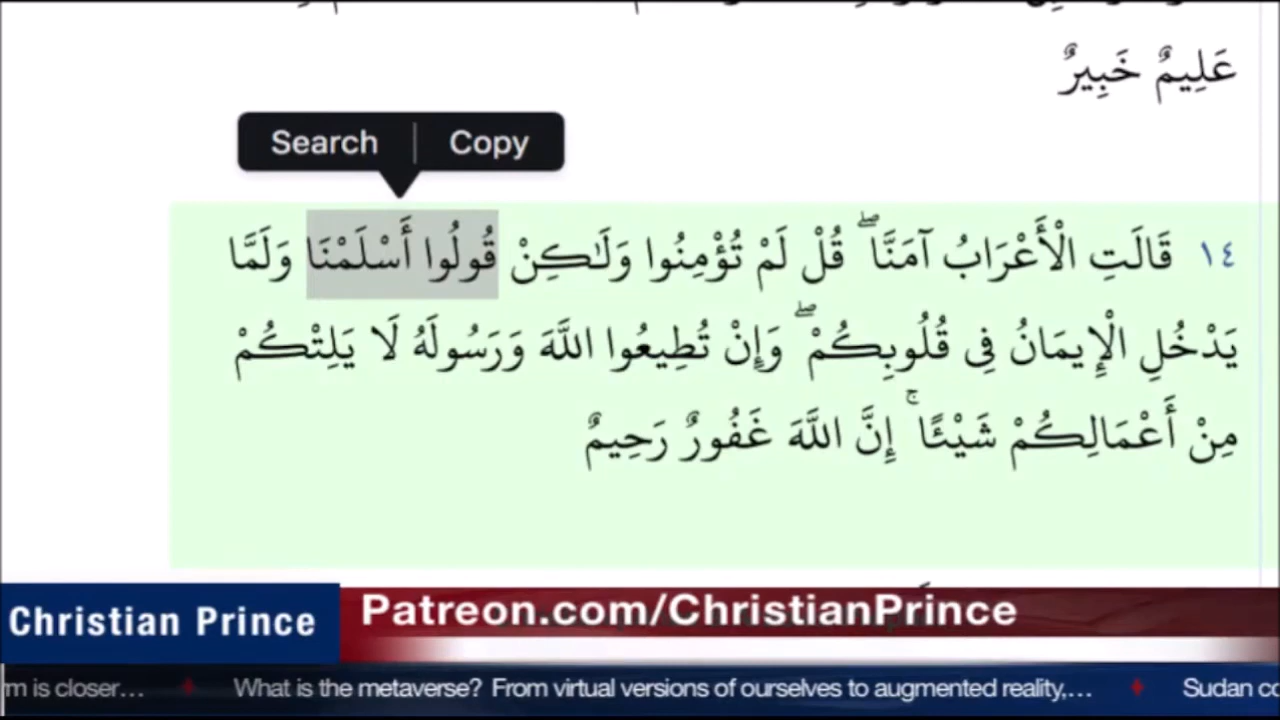 عَلِيمٌ خَبِيرٌ
Search
Copy
١٤ قَالَتِ الْأَعْرَابُ آمَنَّا ۖ قُلْ لَمْ تُؤْمِنُوا وَلَٰكِنْ قُولُوا أَسْلَمْنَا وَلَمَّا
يَدْخُلِ الْإِيمَانُ فِي قُلُوبِكُمْ ۖ وَإِنْ تُطِيعُوا اللَّهَ وَرَسُولَهُ لَا يَلِتْكُمْ
مِنْ أَعْمَالِكُمْ شَيْئًا ۚ إِنَّ اللَّهَ غَفُورٌ رَحِيمٌ
Christian Prince
Patreon.com/ChristianPrince
is closer... What is the metaverse? From virtual versions of ourselves to augmented reality,... Sudan